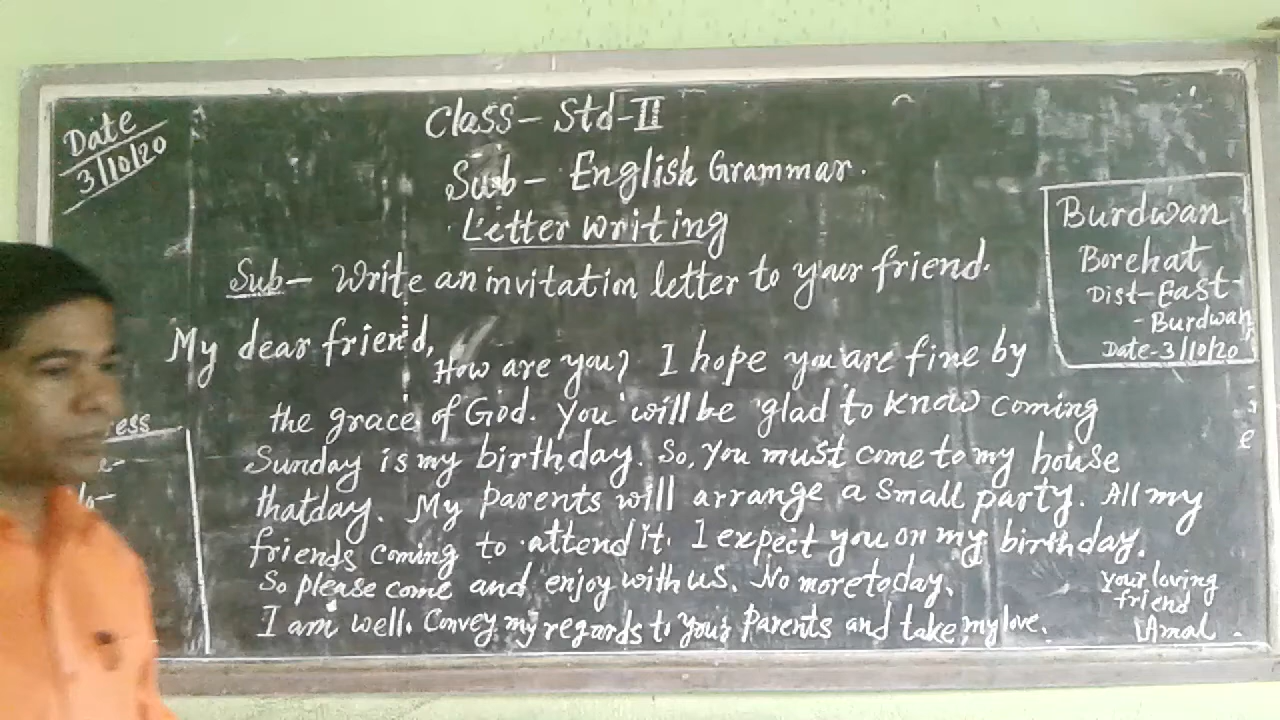 Date
3/10/20
Class- Std-II
Sub- English Grammar.
Letter writing
Sub- Write an invitation letter to your friend.
Burdwan
Borehat
Dist-East-
-Burdwan
Date-3/10/20
My dear friend,
How are you? I hope you are fine by
the grace of God. You will be glad to know coming
Sunday is my birthday. So, you must come to my house
thatday. My Parents will arrange a small party. All my
friends coming to attend it. I expect you on my birthday.
So please come and enjoy with us. No more today.
I am well. Convey my regards to your Parents and take my love.
your loving
friend
Amal
ess